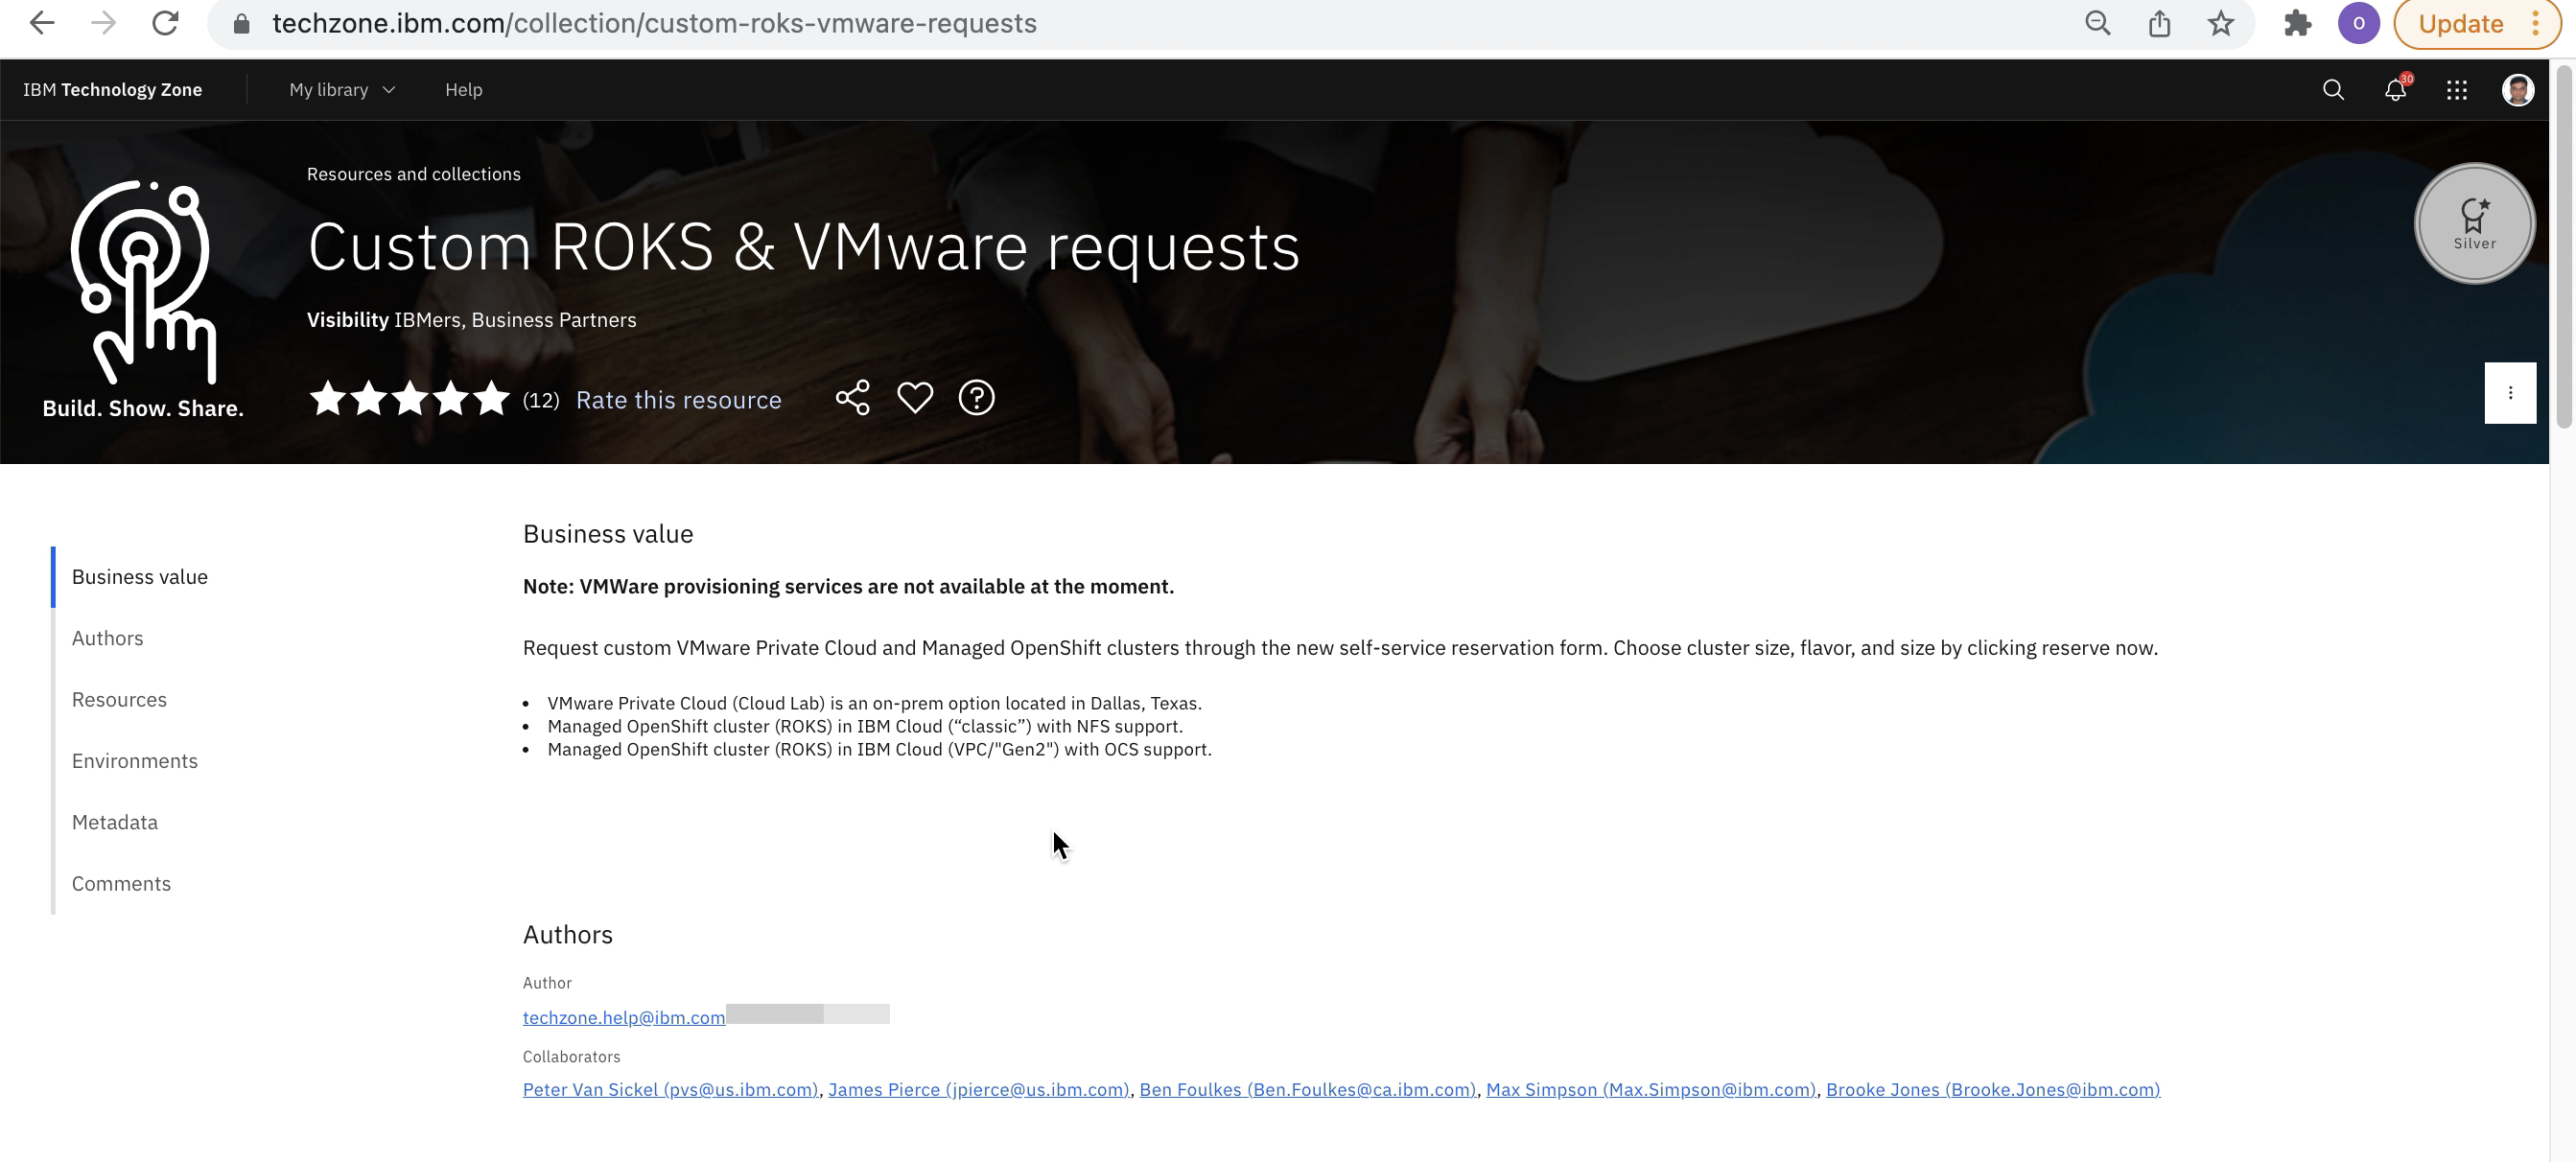 techzone.ibm.com/collection/custom-roks-vmware-requests
O
Update
IBM Technology Zone
My library
Help
30
Resources and collections
Custom ROKS & VMware requests
Silver
Visibility IBMers, Business Partners
Build. Show. Share.
(12) Rate this resource
Business value
Authors
Resources
Environments
Metadata
Comments
Business value
Note: VMWare provisioning services are not available at the moment.
Request custom VMware Private Cloud and Managed OpenShift clusters through the new self-service reservation form. Choose cluster size, flavor, and size by clicking reserve now.
• VMware Private Cloud (Cloud Lab) is an on-prem option located in Dallas, Texas.
• Managed OpenShift cluster (ROKS) in IBM Cloud (“classic”) with NFS support.
• Managed OpenShift cluster (ROKS) in IBM Cloud (VPC/"Gen2") with OCS support.
Authors
Author
techzone.help@ibm.com
Collaborators
Peter Van Sickel (pvs@us.ibm.com), James Pierce (jpierce@us.ibm.com), Ben Foulkes (Ben.Foulkes@ca.ibm.com), Max Simpson (Max.Simpson@ibm.com), Brooke Jones (Brooke.Jones@ibm.com)